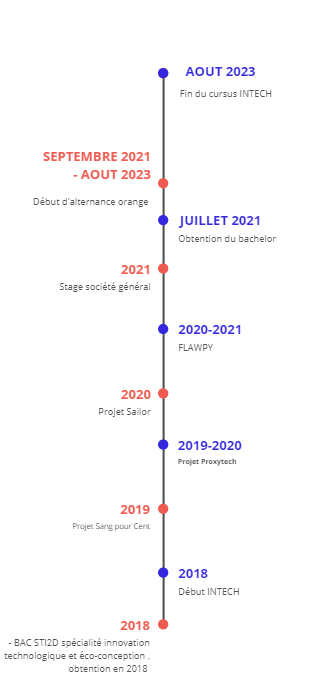 AOUT 2023
Fin du cursus INTECH
SEPTEMBRE 2021
- AOUT 2023
Début d'alternance orange
JUILLET 2021
Obtention du bachelor
2021
Stage société général
2020-2021
FLAWPY
2020
Projet Sailor
2019-2020
Projet Proxytech
2019
Projet Sang pour Cent
2018
Début INTECH
2018
- BAC STI2D spécialité innovation
technologique et éco-conception ,
obtention en 2018